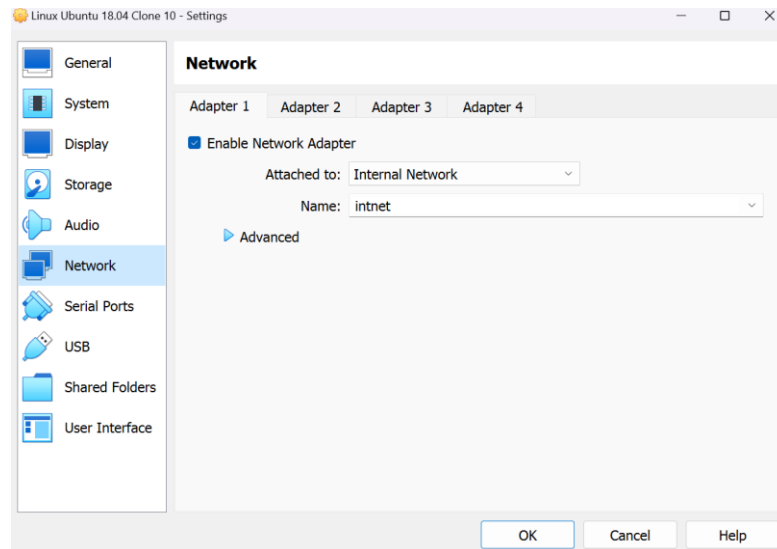 Linux Ubuntu 18.04 Clone 10 - Settings
General
System
Display
Storage
Audio
Network
Serial Ports
USB
Shared Folders
User Interface
Network
Adapter 1 Adapter 2 Adapter 3 Adapter 4
Enable Network Adapter
Attached to: Internal Network
Name: intnet
Advanced
OK Cancel Help